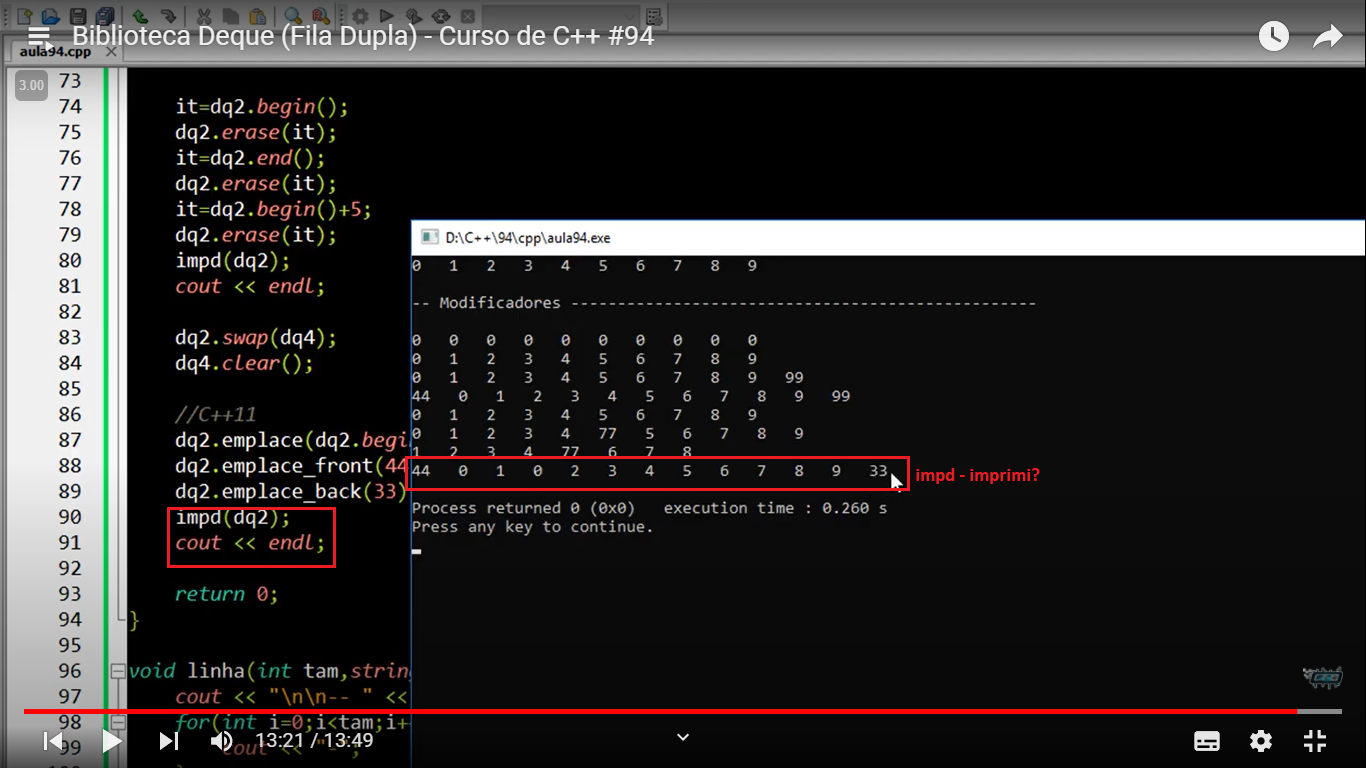 Biblioteca Deque (Fila Dupla) - Curso de C++ #94
aula94.cpp
3.00
73
74 it=dq2.begin();
75 dq2.erase(it);
76 it=dq2.end();
77 dq2.erase(it);
78 it=dq2.begin()+5;
79 dq2.erase(it);
80 impd(dq2);
81 cout << endl;
82
83 dq2.swap(dq4);
84 dq4.clear();
85
86 //C++11
87 dq2.emplace(dq2.begi
88 dq2.emplace_front(44
89 dq2.emplace_back(33)
90 impd(dq2);
91 cout << endl;
92
93 return 0;
94 }
95
96 void linha(int tam,strin
97 cout << "\n\n-- " <<
98 for(int i=0;i<tam;i+
99 cout << "-";
D:\C++\94\cpp\aula94.exe
0 1 2 3 4 5 6 7 8 9
-- Modificadores --------------------------------------------------
0 0 0 0 0 0 0 0 0 0
0 1 2 3 4 5 6 7 8 9
0 1 2 3 4 5 6 7 8 9 99
44 0 1 2 3 4 5 6 7 8 9 99
0 1 2 3 4 5 6 7 8 9
0 1 2 3 4 77 5 6 7 8 9
1 2 3 4 77 6 7 8
44 0 1 0 2 3 4 5 6 7 8 9 33
impd - imprimi?
Process returned 0 (0x0) execution time : 0.260 s
Press any key to continue.
13:21 / 13:49